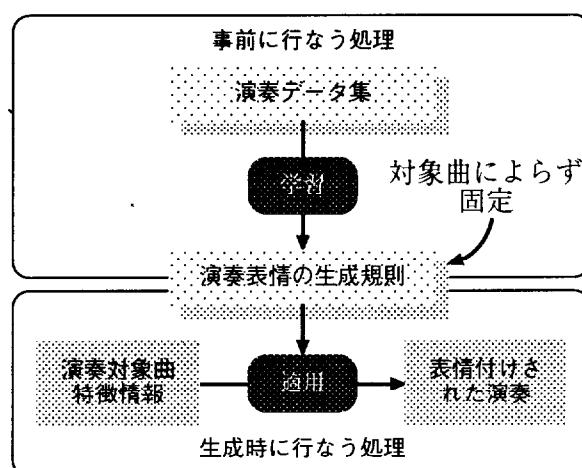 事前に行なう処理
演奏データ集
学習
対象曲によらず
固定
演奏表情の生成規則
演奏対象曲
特徴情報
適用
表情付けさ
れた演奏
生成時に行なう処理